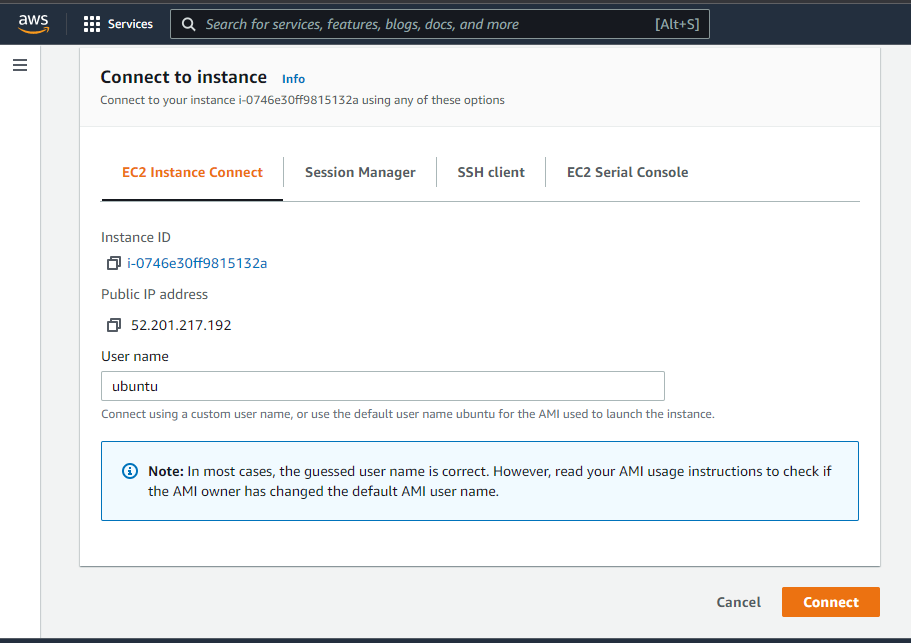 aws
Services
Search for services, features, blogs, docs, and more [Alt+S]
Connect to instance Info
Connect to your instance i-0746e30ff9815132a using any of these options
EC2 Instance Connect Session Manager SSH client EC2 Serial Console
Instance ID
i-0746e30ff9815132a
Public IP address
52.201.217.192
User name
ubuntu
Connect using a custom user name, or use the default user name ubuntu for the AMI used to launch the instance.
Note: In most cases, the guessed user name is correct. However, read your AMI usage instructions to check if
the AMI owner has changed the default AMI user name.
Cancel Connect